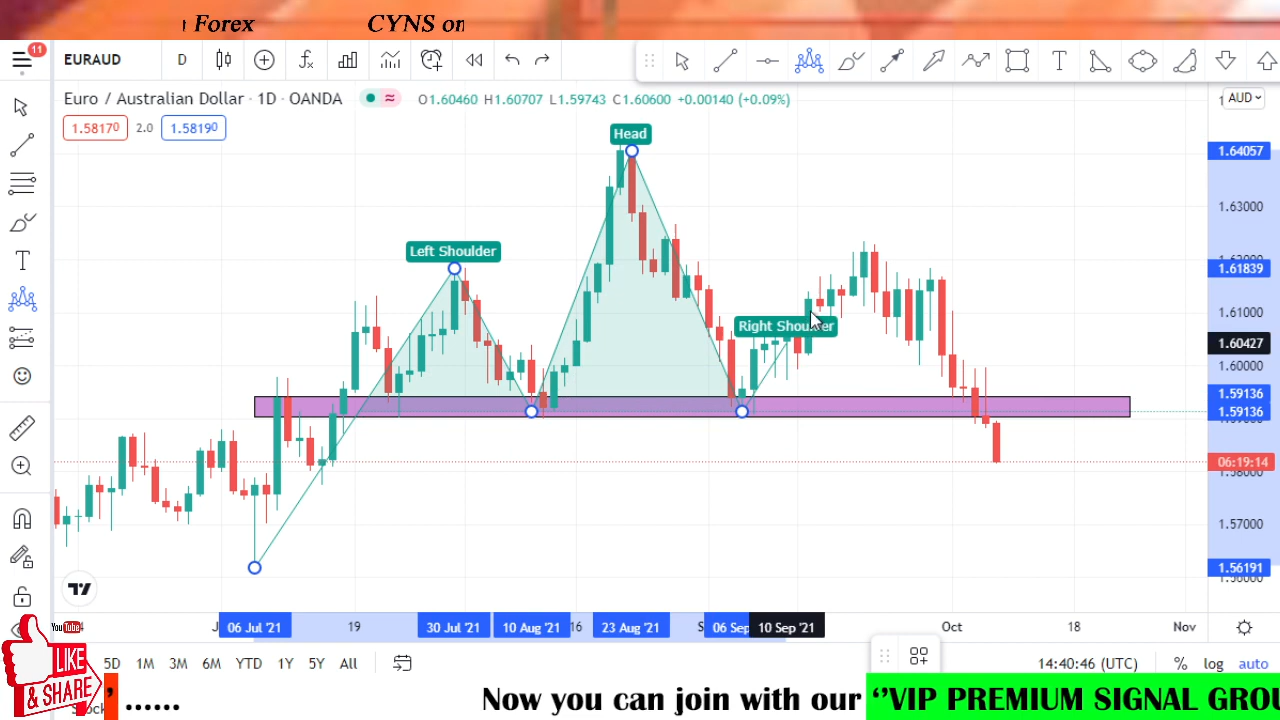 Forex CYNS on
11
EURAUD D
Euro / Australian Dollar · 1D · OANDA O1.60460 H1.60707 L1.59743 C1.60600 +0.00140 (+0.09%)
AUD
1.58170 2.0 1.58190
Head
1.64057
1.63000
Left Shoulder
1.61839
1.61000
Right Shoulder
1.60427
1.60000
1.59136
1.59136
06:19:14
1.57000
1.56191
06 Jul '21 19 30 Jul '21 10 Aug '21 16 23 Aug '21 06 Sep 10 Sep '21 Oct 18 Nov
YouTube
5D 1M 3M 6M YTD 1Y 5Y All 14:40:46 (UTC) % log auto
LIKE
& SHARE
...... Now you can join with our ‘’VIP PREMIUM SIGNAL GROU